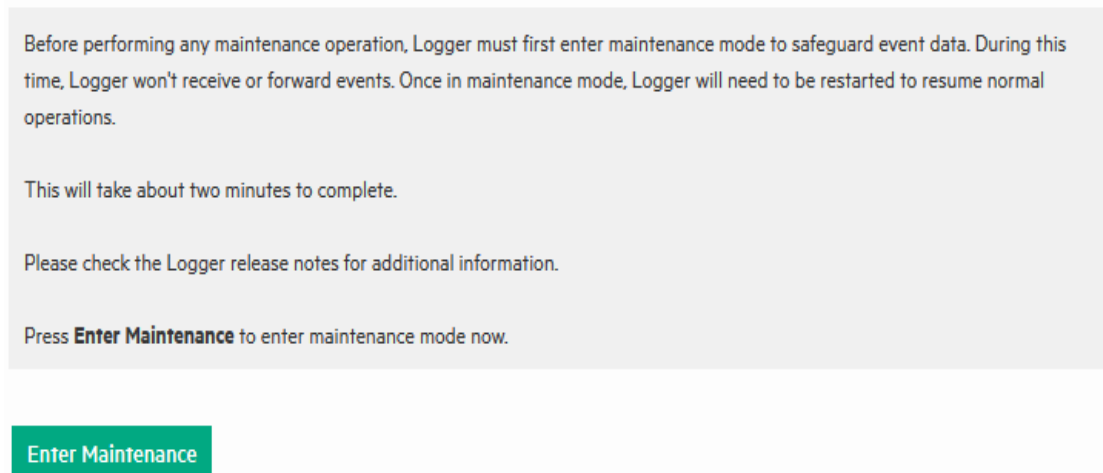 Before performing any maintenance operation, Logger must first enter maintenance mode to safeguard event data. During this
time, Logger won't receive or forward events. Once in maintenance mode, Logger will need to be restarted to resume normal
operations.
This will take about two minutes to complete.
Please check the Logger release notes for additional information.
Press Enter Maintenance to enter maintenance mode now.
Enter Maintenance